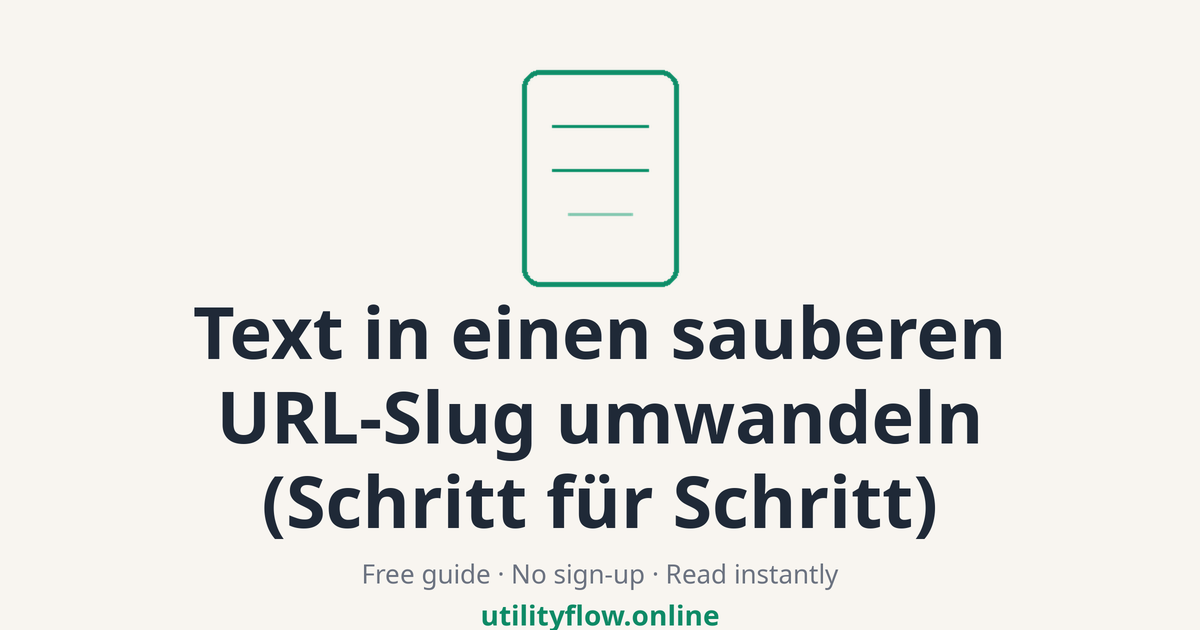 Text in einen sauberen
URL-Slug umwandeln
(Schritt für Schritt)
Free guide · No sign-up · Read instantly
utilityflow.online